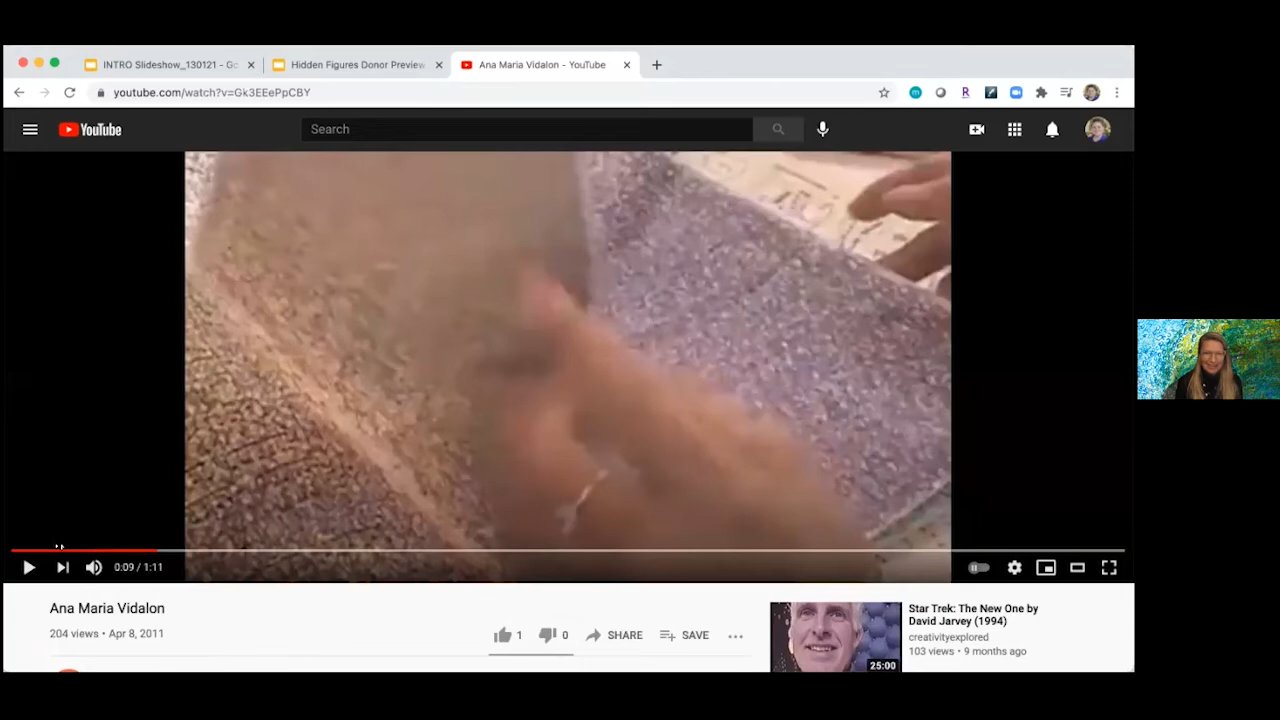 INTRO Slideshow_130121 - Go
Hidden Figures Donor Preview
Ana Maria Vidalon - YouTube
youtube.com/watch?v=Gk3EEePpCBY
R
YouTube
Search
0:09 / 1:11
Ana Maria Vidalon
204 views • Apr 8, 2011
1
0
SHARE
SAVE
25:00
Star Trek: The New One by
David Jarvey (1994)
creativityexplored
103 views • 9 months ago